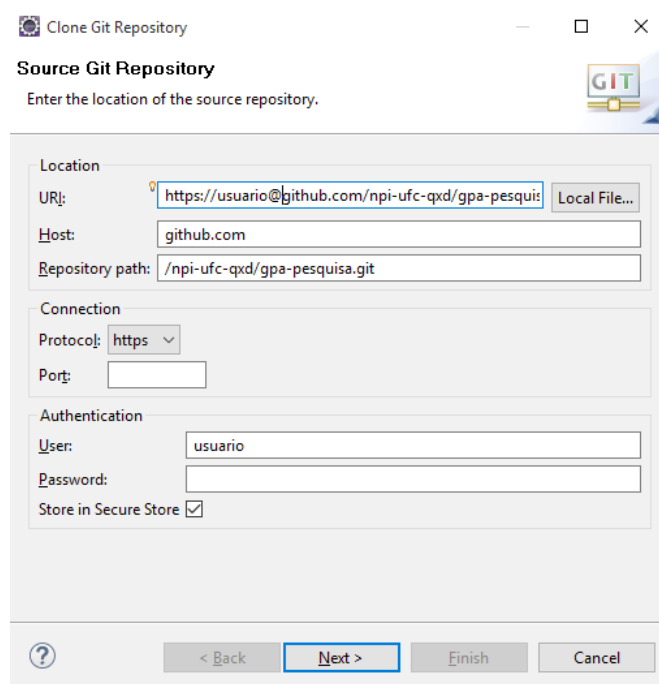 Clone Git Repository
Source Git Repository
Enter the location of the source repository.
GIT
Location
URI: https://usuario@github.com/npi-ufc-qxd/gpa-pesquis Local File...
Host: github.com
Repository path: /npi-ufc-qxd/gpa-pesquisa.git
Connection
Protocol: https
Port:
Authentication
User: usuario
Password:
Store in Secure Store
? < Back Next > Finish Cancel